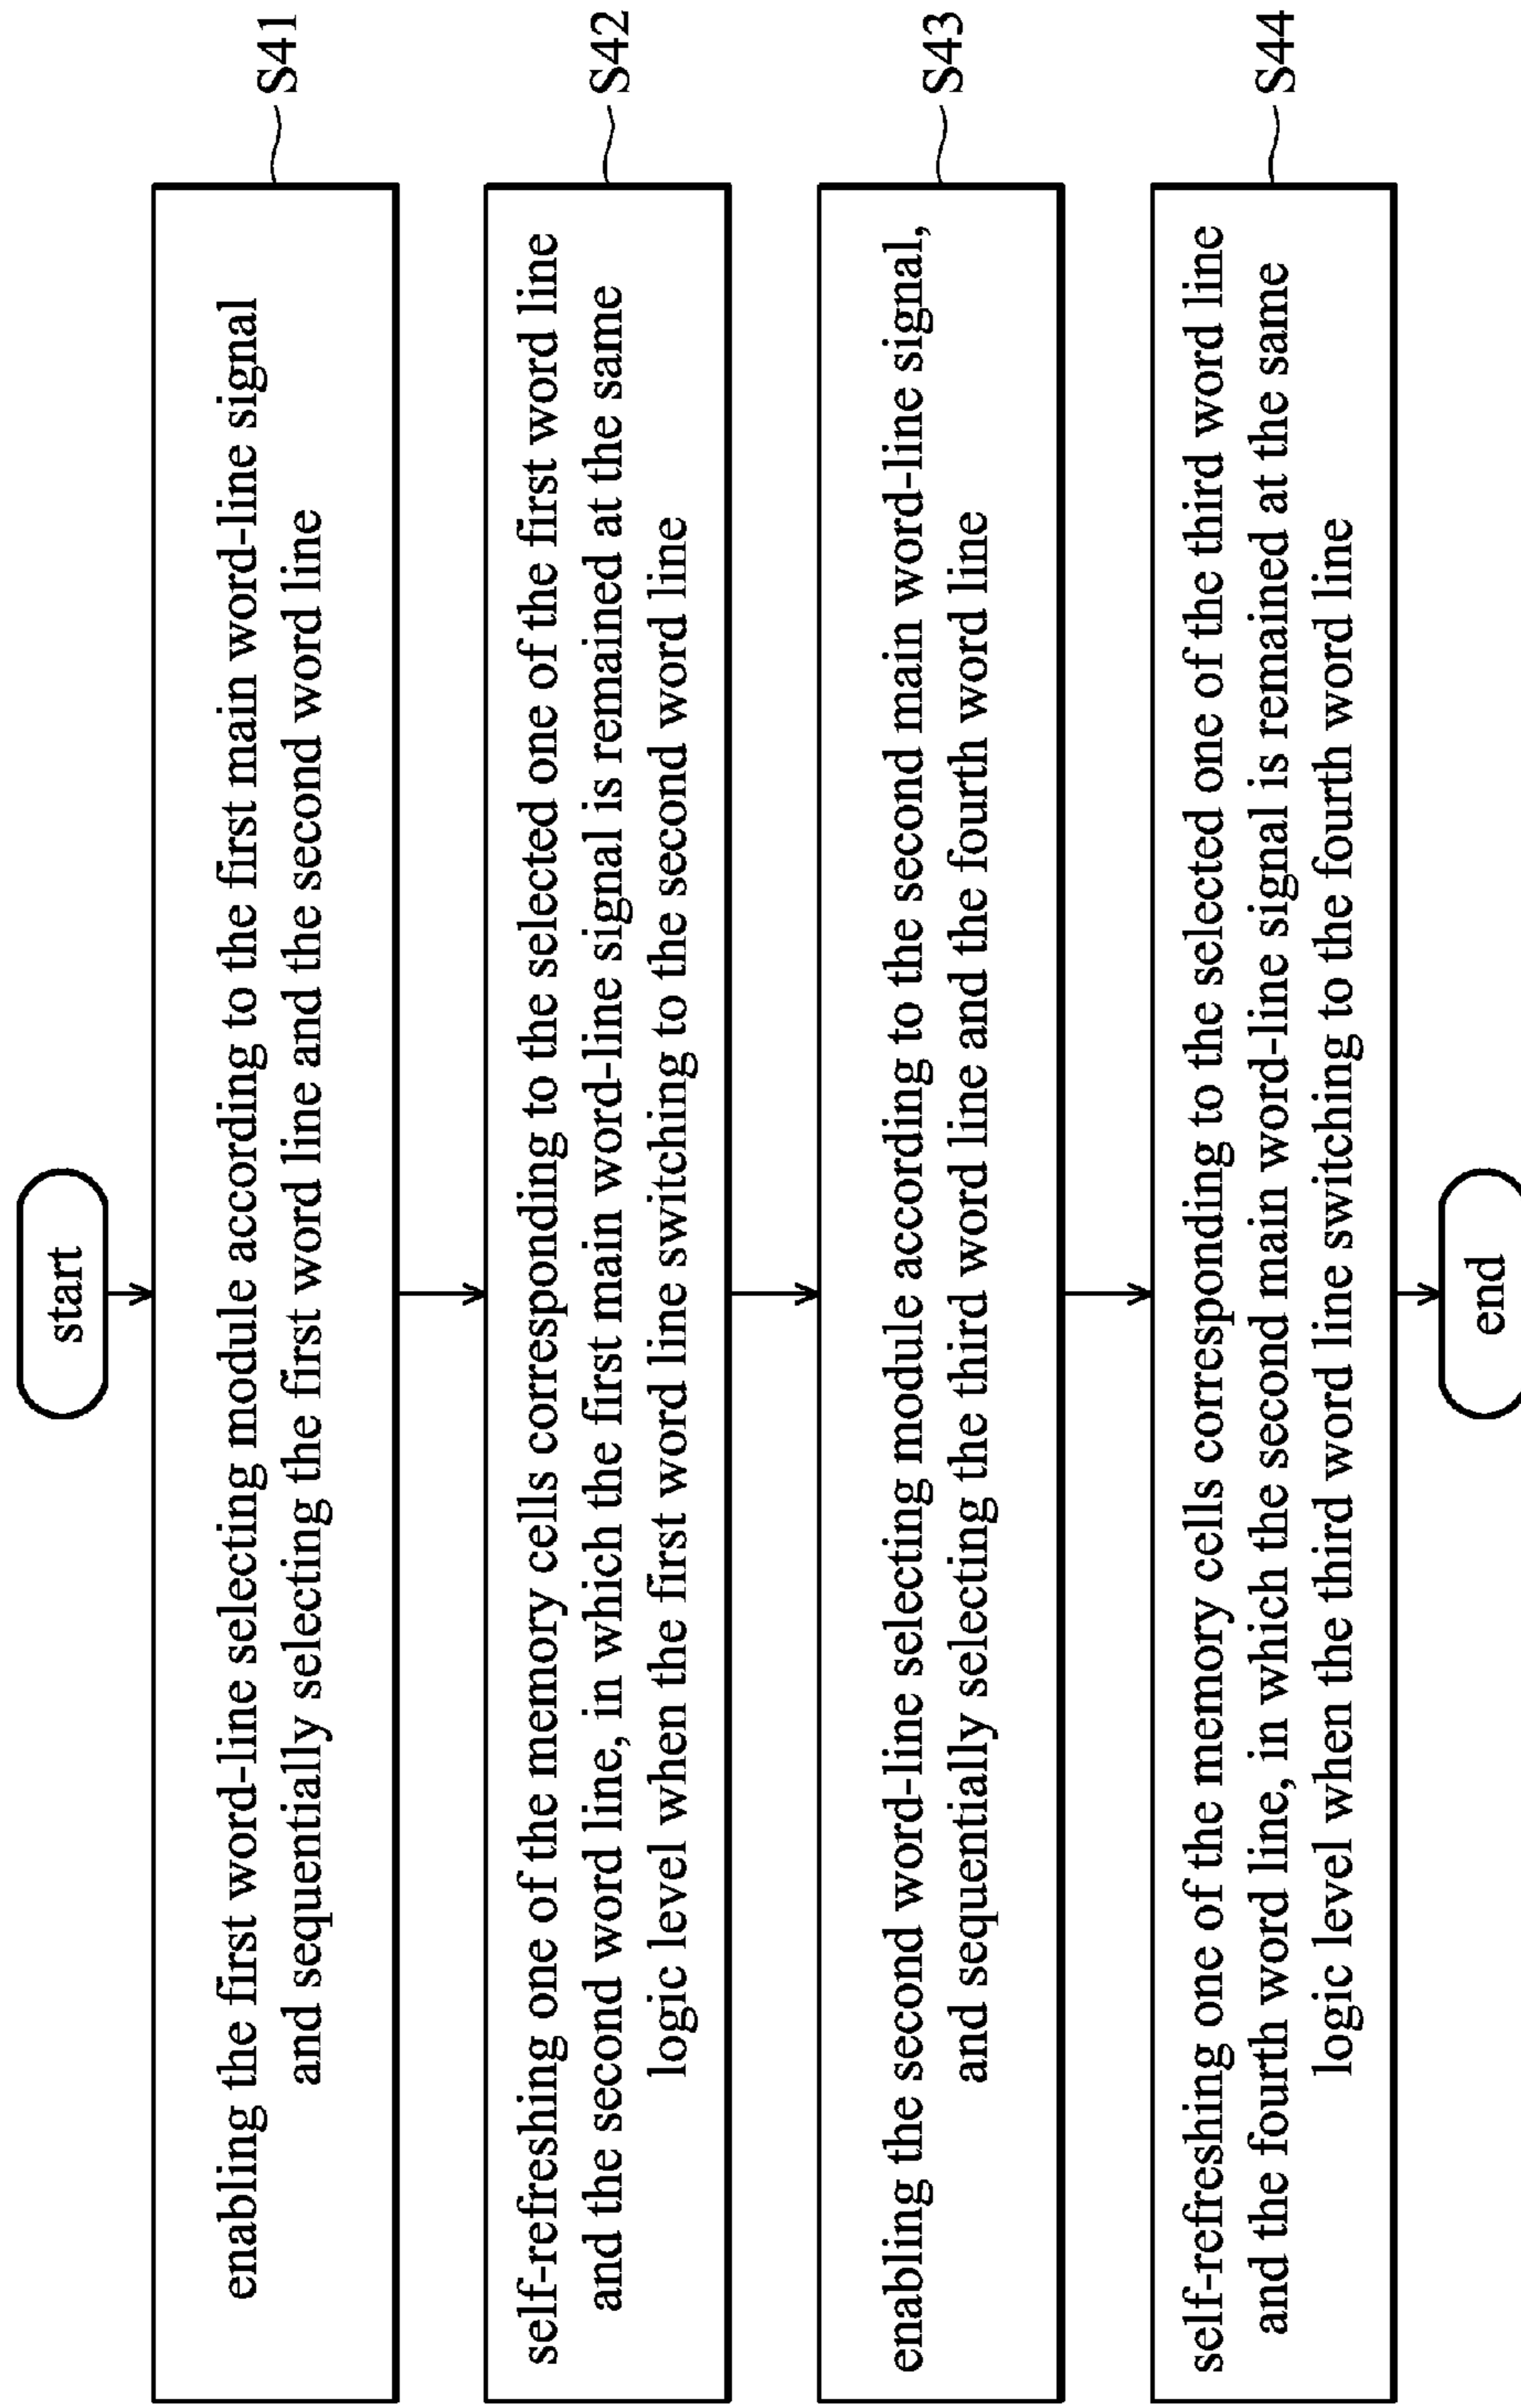 start
enabling the first word-line selecting module according to the first main word-line signal
and sequentially selecting the first word line and the second word line
S41
self-refreshing one of the memory cells corresponding to the selected one of the first word line
and the second word line, in which the first main word-line signal is remained at the same
logic level when the first word line switching to the second word line
S42
enabling the second word-line selecting module according to the second main word-line signal,
and sequentially selecting the third word line and the fourth word line
S43
self-refreshing one of the memory cells corresponding to the selected one of the third word line
and the fourth word line, in which the second main word-line signal is remained at the same
logic level when the third word line switching to the fourth word line
S44
end